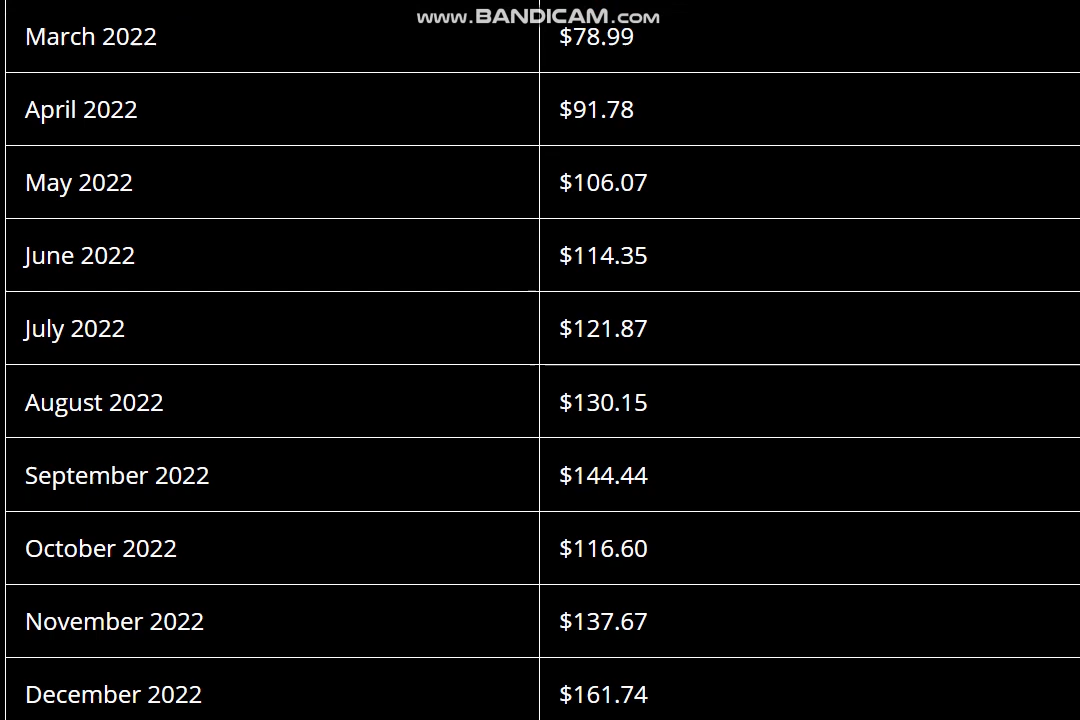 www.BANDICAM.com
March 2022 $78.99
April 2022 $91.78
May 2022 $106.07
June 2022 $114.35
July 2022 $121.87
August 2022 $130.15
September 2022 $144.44
October 2022 $116.60
November 2022 $137.67
December 2022 $161.74